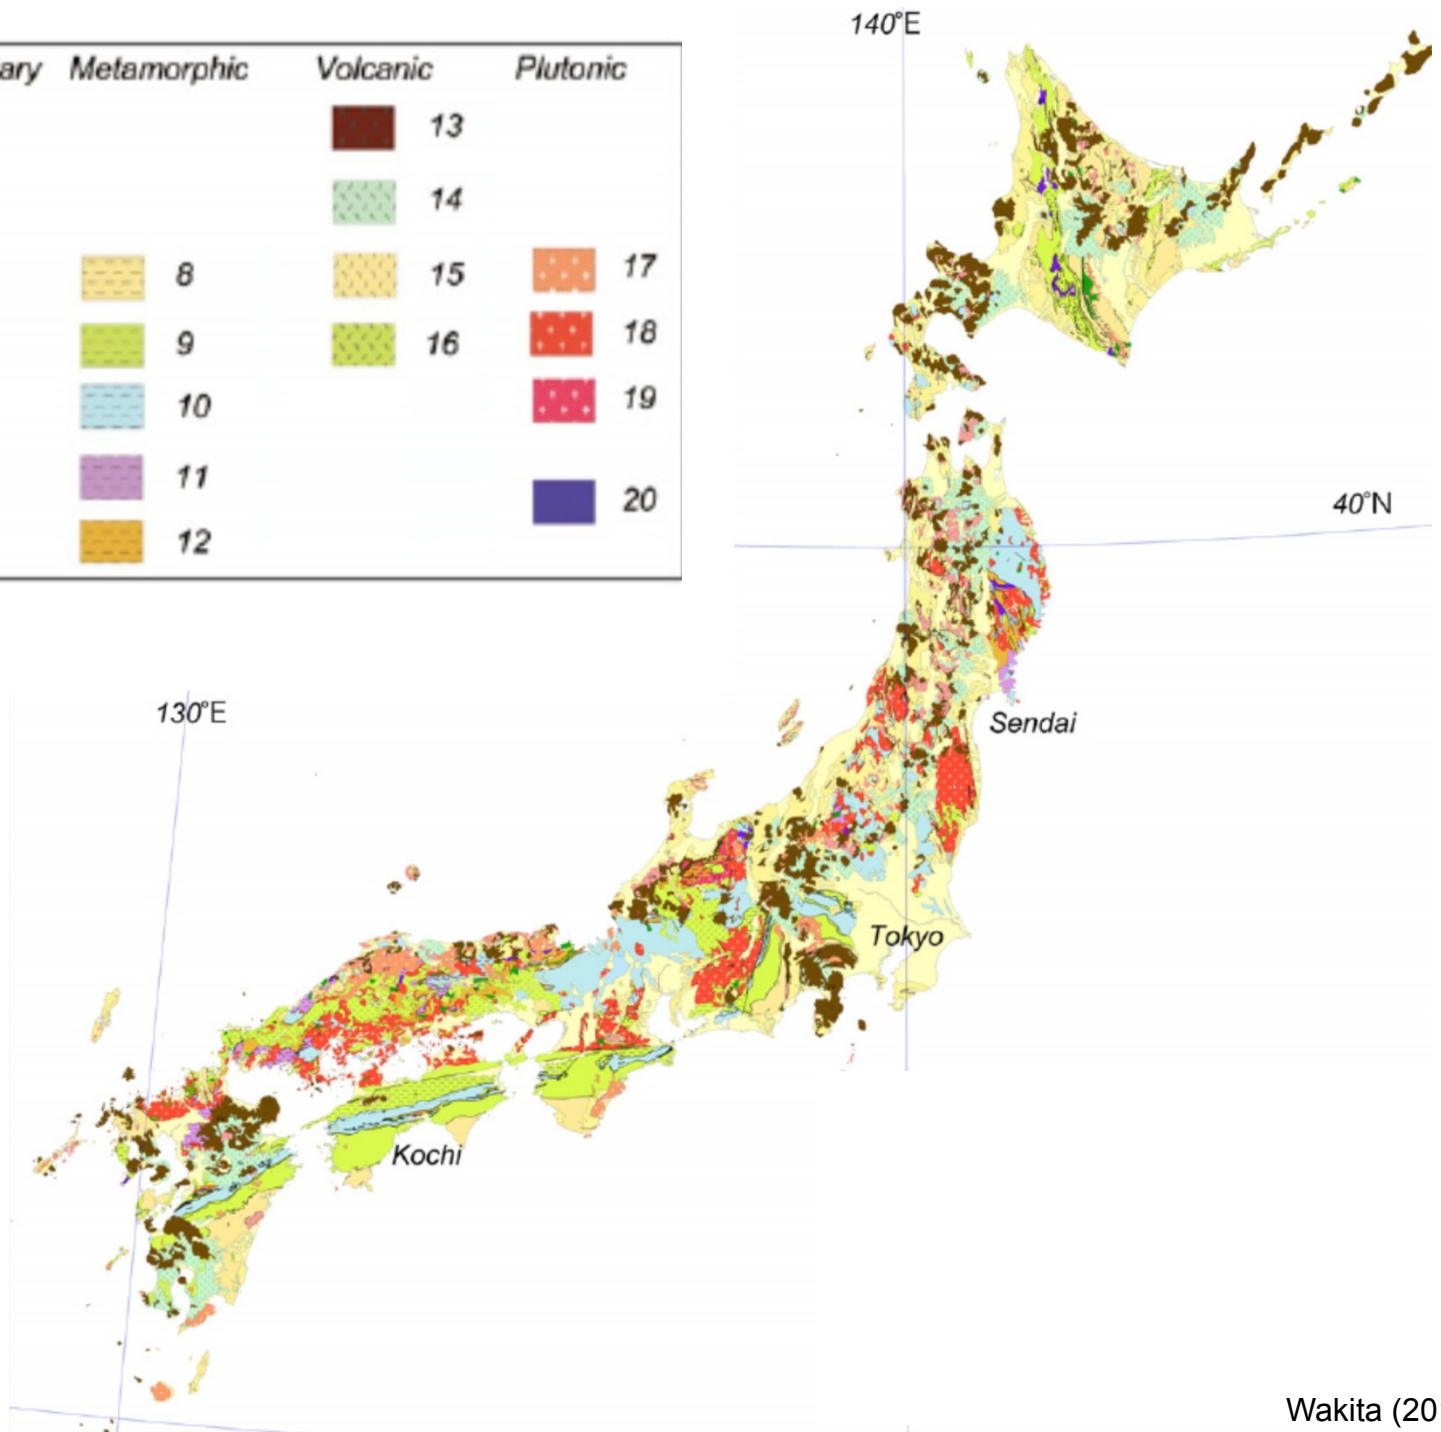 ary Metamorphic Volcanic Plutonic
13
14
8 15 17
9 16 18
10 19
11 20
12
140°E
40°N
Sendai
130°E
Tokyo
Kochi
Wakita (20